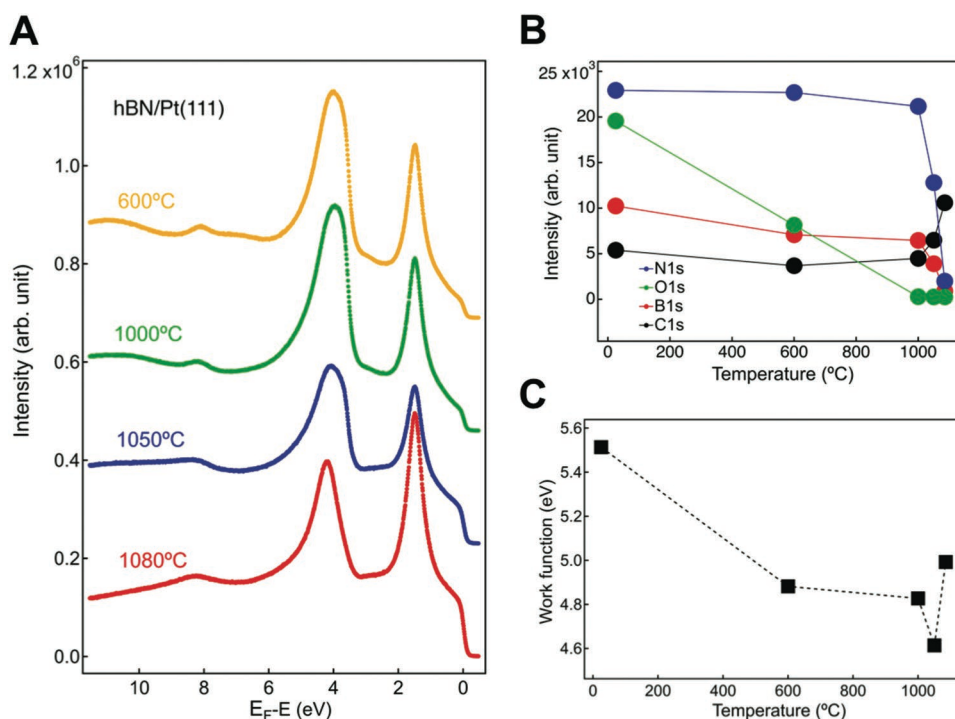 A
1.2 x10⁶
hBN/Pt(111)
1.0
600ºC
0.8
1000ºC
0.6
1050ºC
0.4
1080ºC
0.2
0.0
Intensity (arb. unit)
10
8
6
4
2
0
E_F-E (eV)
B
25 x10³
20
15
10
5
0
Intensity (arb. unit)
N1s
O1s
B1s
C1s
0
200
400
600
800
1000
Temperature (ºC)
C
5.6
5.4
5.2
5.0
4.8
4.6
Work function (eV)
0
200
400
600
800
1000
Temperature (ºC)